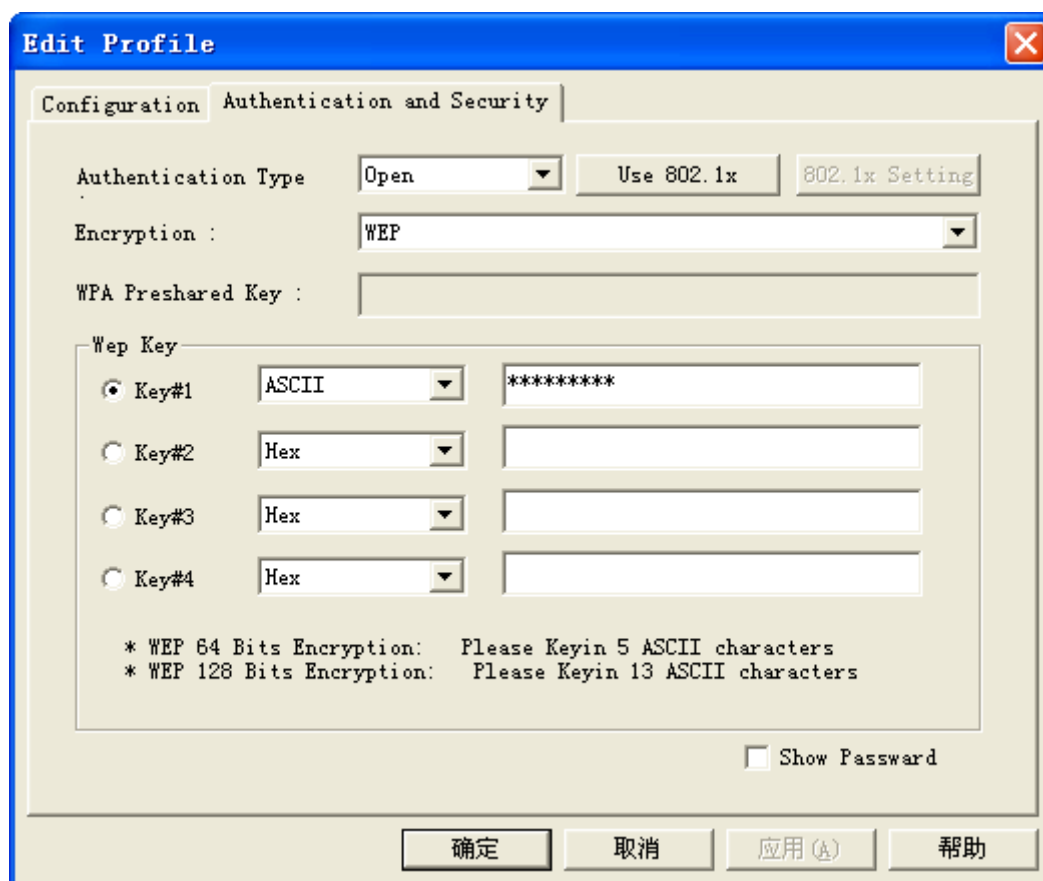 Edit Profile
Configuration Authentication and Security
Authentication Type Open Use 802.1x 802.1x Setting
:
Encryption : WEP
WPA Preshared Key :
Wep Key
Key#1 ASCII *********
Key#2 Hex
Key#3 Hex
Key#4 Hex
* WEP 64 Bits Encryption: Please Keyin 5 ASCII characters
* WEP 128 Bits Encryption: Please Keyin 13 ASCII characters
Show Passward
确定 取消 应用(A) 帮助